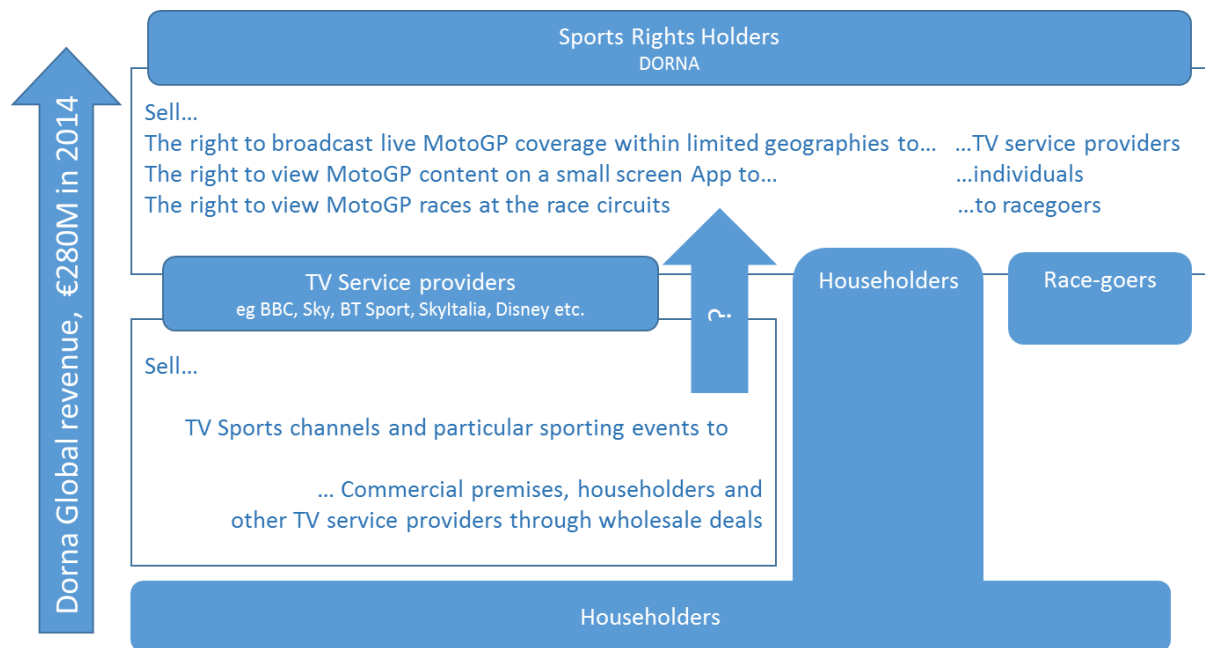 Sports Rights Holders
DORNA
Dorna Global revenue, €280M in 2014
Sell...
The right to broadcast live MotoGP coverage within limited geographies to... ...TV service providers
The right to view MotoGP content on a small screen App to... ...individuals
The right to view MotoGP races at the race circuits ...to racegoers
TV Service providers
eg BBC, Sky, BT Sport, SkyItalia, Disney etc.
?
Householders
Race-goers
Sell...
TV Sports channels and particular sporting events to
... Commercial premises, householders and
other TV service providers through wholesale deals
Householders